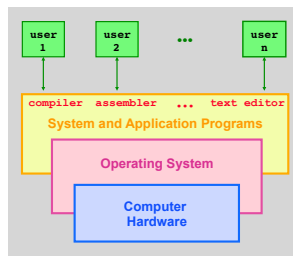 user 1
user 2
...
user n
compiler assembler ... text editor
System and Application Programs
Operating System
Computer
Hardware